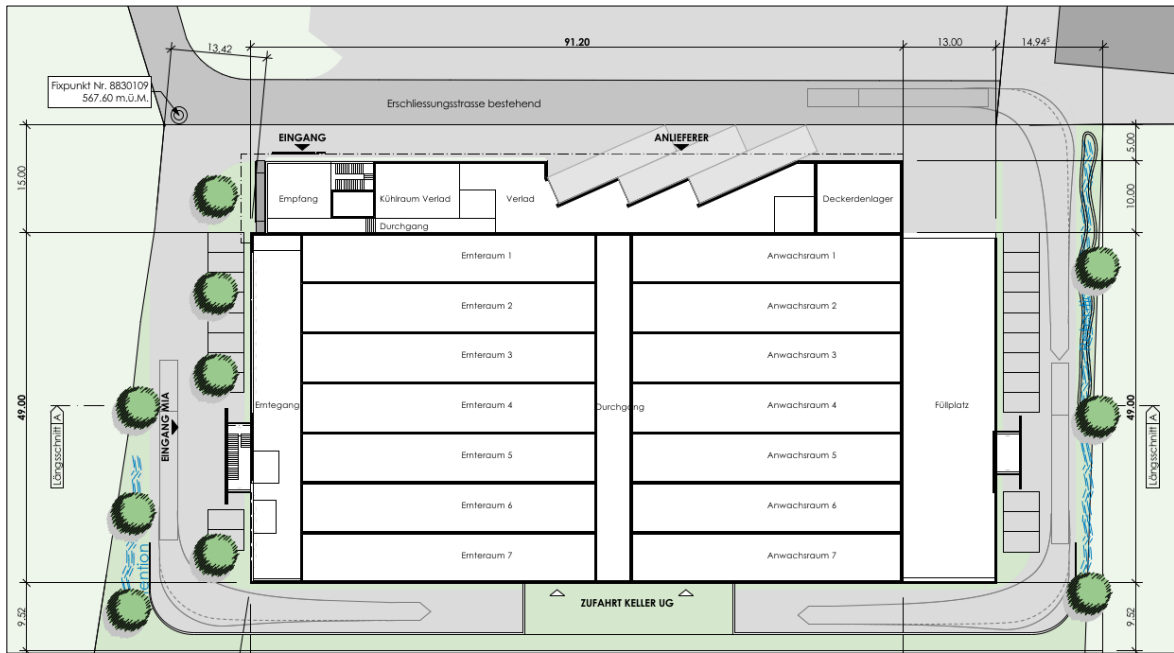 91.20
13.42
13.00
14.94⁵
Fixpunkt Nr. 8830109
567.60 m.ü.M.
Erschliessungsstrasse bestehend
EINGANG
ANLIEFERER
15.00
5.00
10.00
Empfang
Kühlraum Verlad
Verlad
Deckerdenlager
Durchgang
Ernteraum 1
Anwachsraum 1
Ernteraum 2
Anwachsraum 2
Ernteraum 3
Anwachsraum 3
49.00
Längsschnitt A
EINGANG MIA
Erntegang
Ernteraum 4
Durchgang
Anwachsraum 4
Füllplatz
49.00
Längsschnitt A
Ernteraum 5
Anwachsraum 5
Ernteraum 6
Anwachsraum 6
Ernteraum 7
Anwachsraum 7
ention
ZUFAHRT KELLER UG
9.52
9.52